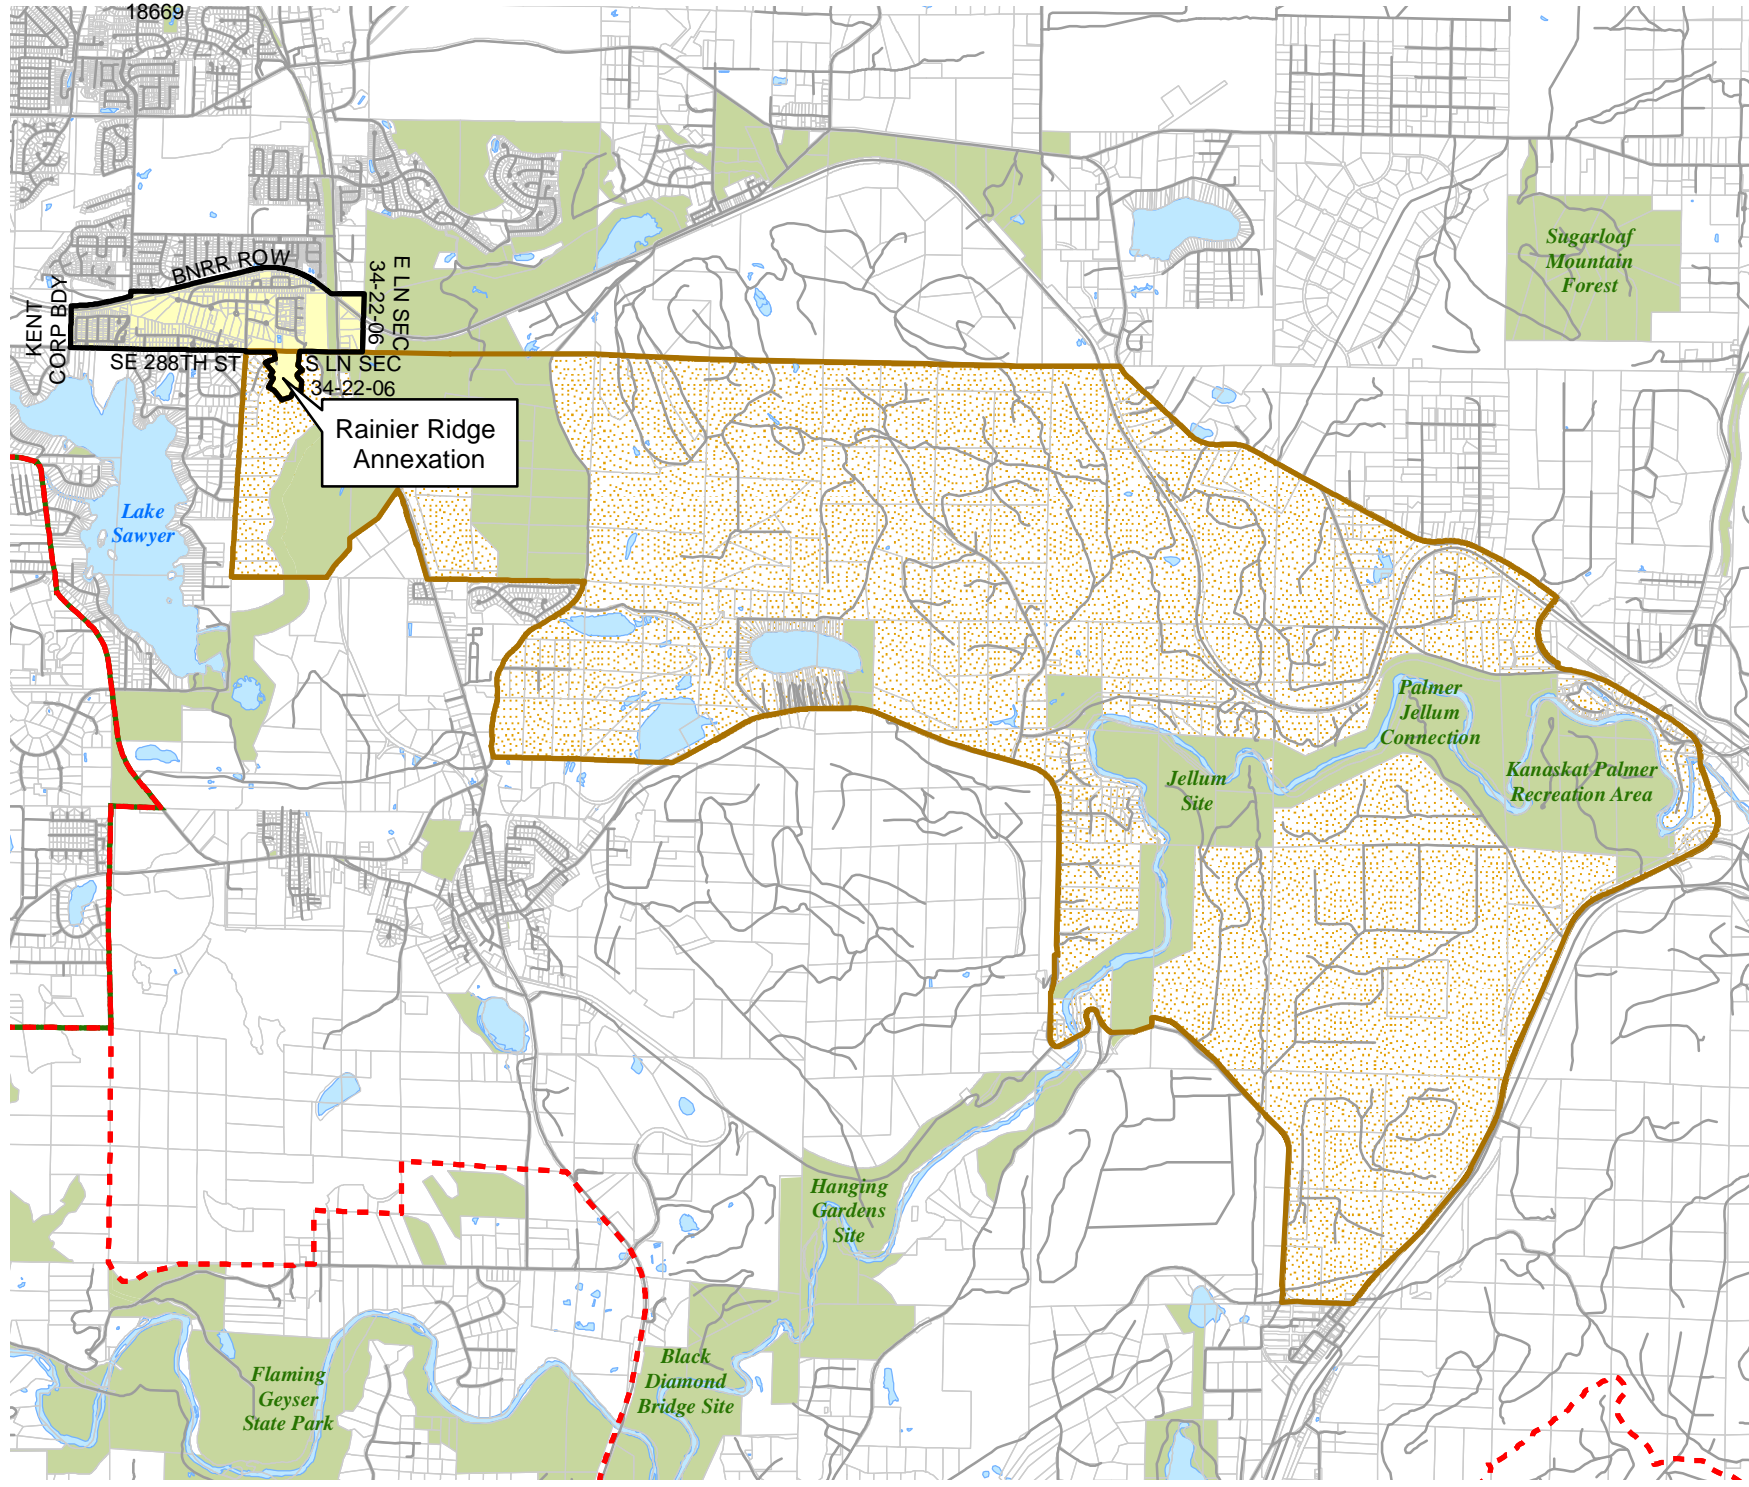 18669
BNRR ROW
E LN SEC
34-22-06
KENT
CORP BDY
SE 288TH ST
S LN SEC
34-22-06
Rainier Ridge
Annexation
Sugarloaf
Mountain
Forest
Lake
Sawyer
Palmer
Jellum
Connection
Jellum
Site
Kanaskat Palmer
Recreation Area
Hanging
Gardens
Site
Black
Diamond
Bridge Site
Flaming
Geyser
State Park